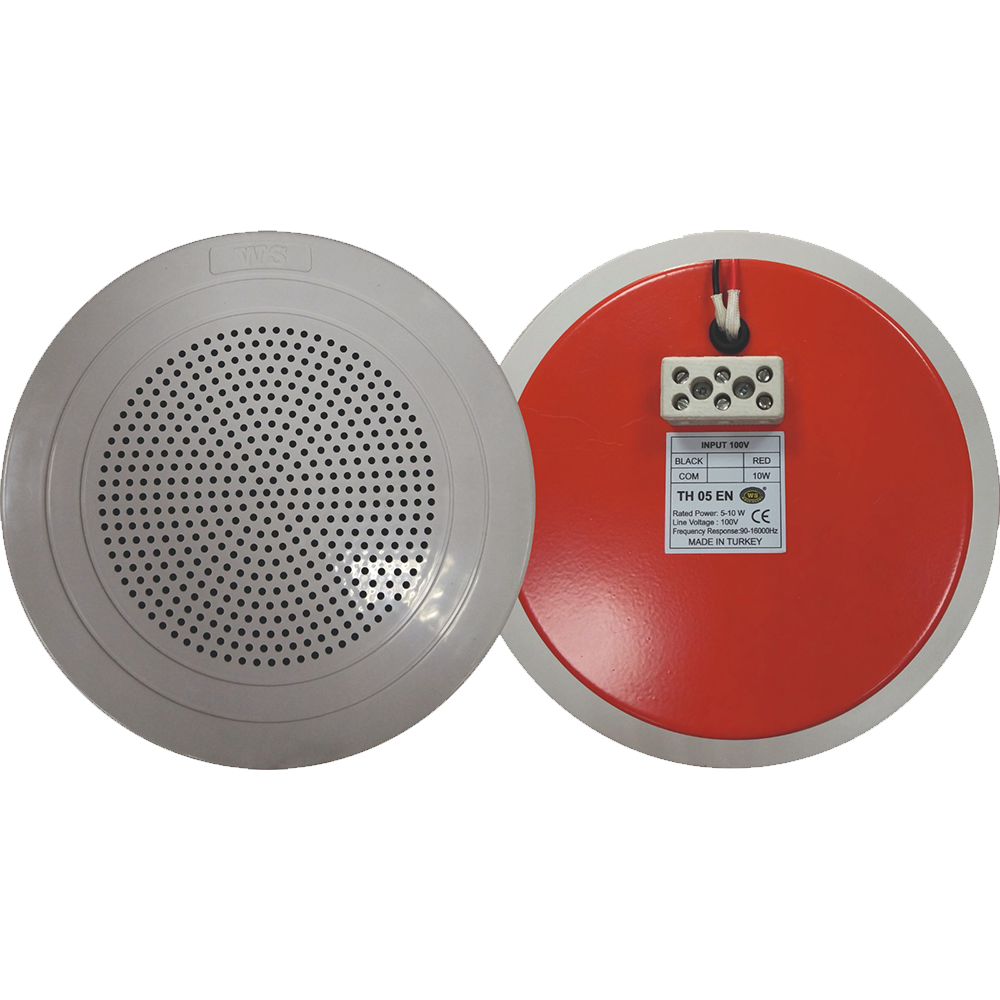 WS
INPUT 100V
BLACK RED
COM 10W
TH 05 EN WS ®
Rated Power: 5-10 W
Line Voltage : 100V CE
Frequency Response:90-16000Hz
MADE IN TURKEY